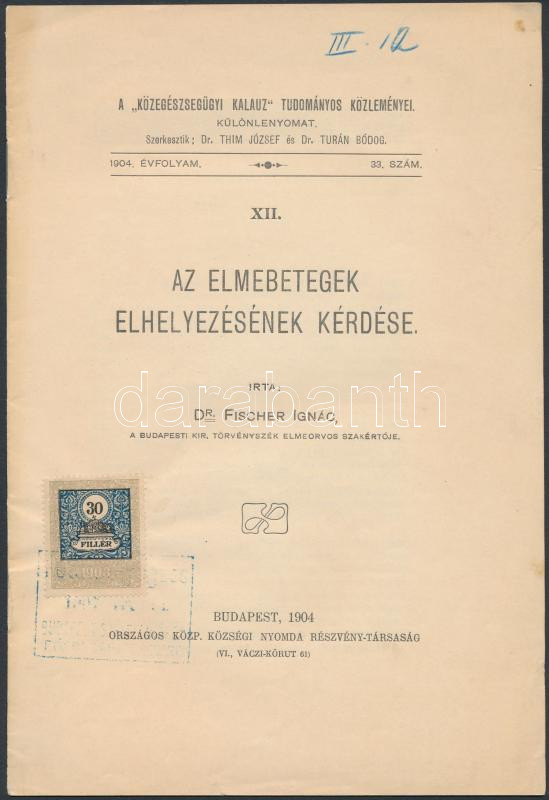 III. 12
A „KÖZEGÉSZSEGÜGYI KALAUZ“ TUDOMÁNYOS KÖZLEMÉNYEI.
KÜLÖNLENYOMAT.
Szerkesztik; Dr. THIM JÓZSEF és Dr. TURÁN BÓDOG.
1904. ÉVFOLYAM. 33. SZÁM.
XII.
AZ ELMEBETEGEK
ELHELYEZÉSÉNEK KÉRDÉSE.
IRTA:
DR. FISCHER IGNÁC,
A BUDAPESTI KIR. TÖRVÉNYSZÉK ELMEORVOS SZAKÉRTŐJE.
darabanth
30
FILLÉR
BUDAPEST, 1904
ORSZÁGOS KÖZP. KÖZSÉGI NYOMDA RÉSZVÉNY-TÁRSASÁG
(VI., VÁCZI-KÖRUT 61)